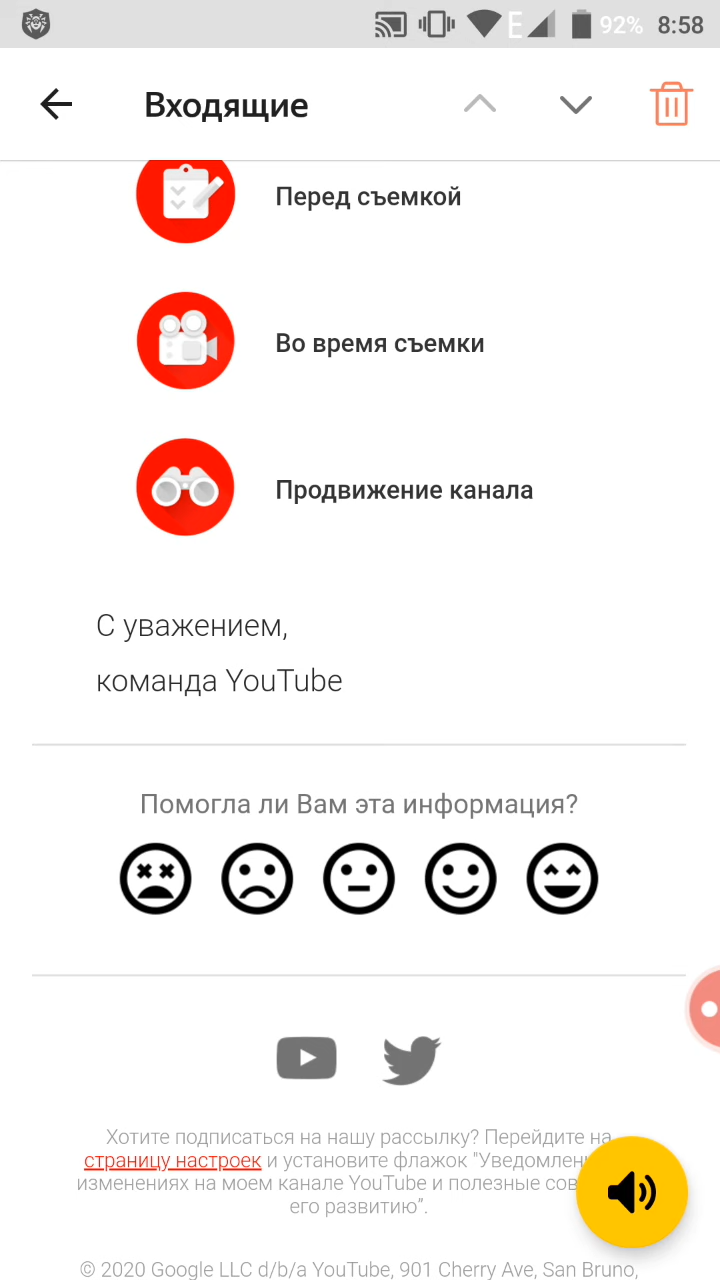 E 92% 8:58
Входящие
Перед съемкой
Во время съемки
Продвижение канала
С уважением,
команда YouTube
Помогла ли Вам эта информация?
Хотите подписаться на нашу рассылку? Перейдите на
страницу настроек и установите флажок "Уведомлен
изменениях на моем канале YouTube и полезные сов
его развитию”.
© 2020 Google LLC d/b/a YouTube, 901 Cherry Ave, San Bruno,